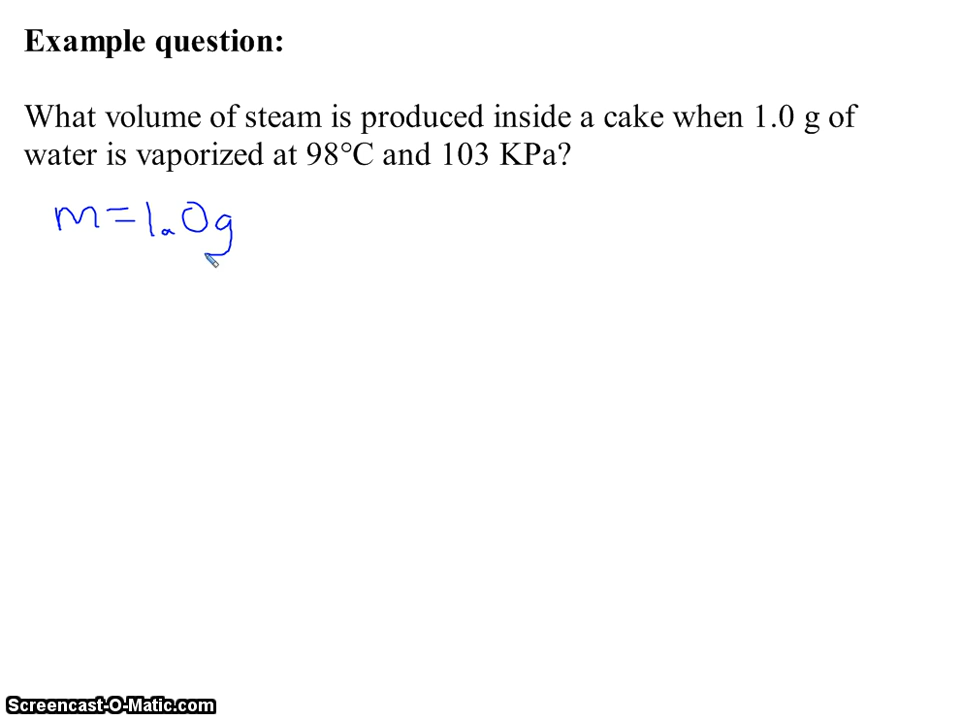 Example question:
What volume of steam is produced inside a cake when 1.0 g of
water is vaporized at 98°C and 103 KPa?
m = 1.0g
Screencast-O-Matic.com